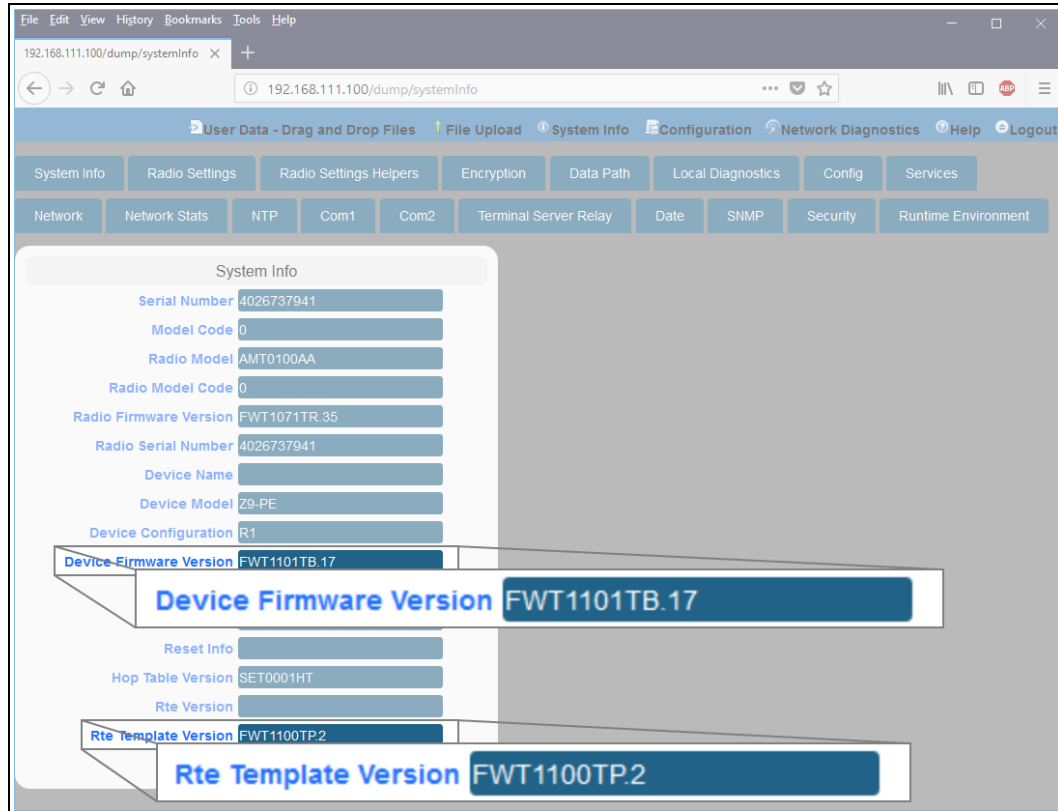 File Edit View History Bookmarks Tools Help
192.168.111.100/dump/systemInfo
192.168.111.100/dump/systemInfo
ABP
User Data - Drag and Drop Files File Upload System Info Configuration Network Diagnostics Help Logout
System Info Radio Settings Radio Settings Helpers Encryption Data Path Local Diagnostics Config Services
Network Network Stats NTP Com1 Com2 Terminal Server Relay Date SNMP Security Runtime Environment
System Info
Serial Number 4026737941
Model Code 0
Radio Model AMT0100AA
Radio Model Code 0
Radio Firmware Version FWT1071TR.35
Radio Serial Number 4026737941
Device Name
Device Model Z9-PE
Device Configuration R1
Device Firmware Version FWT1101TB.17
Device Firmware Version FWT1101TB.17
Reset Info
Hop Table Version SET0001HT
Rte Version
Rte Template Version FWT1100TP.2
Rte Template Version FWT1100TP.2